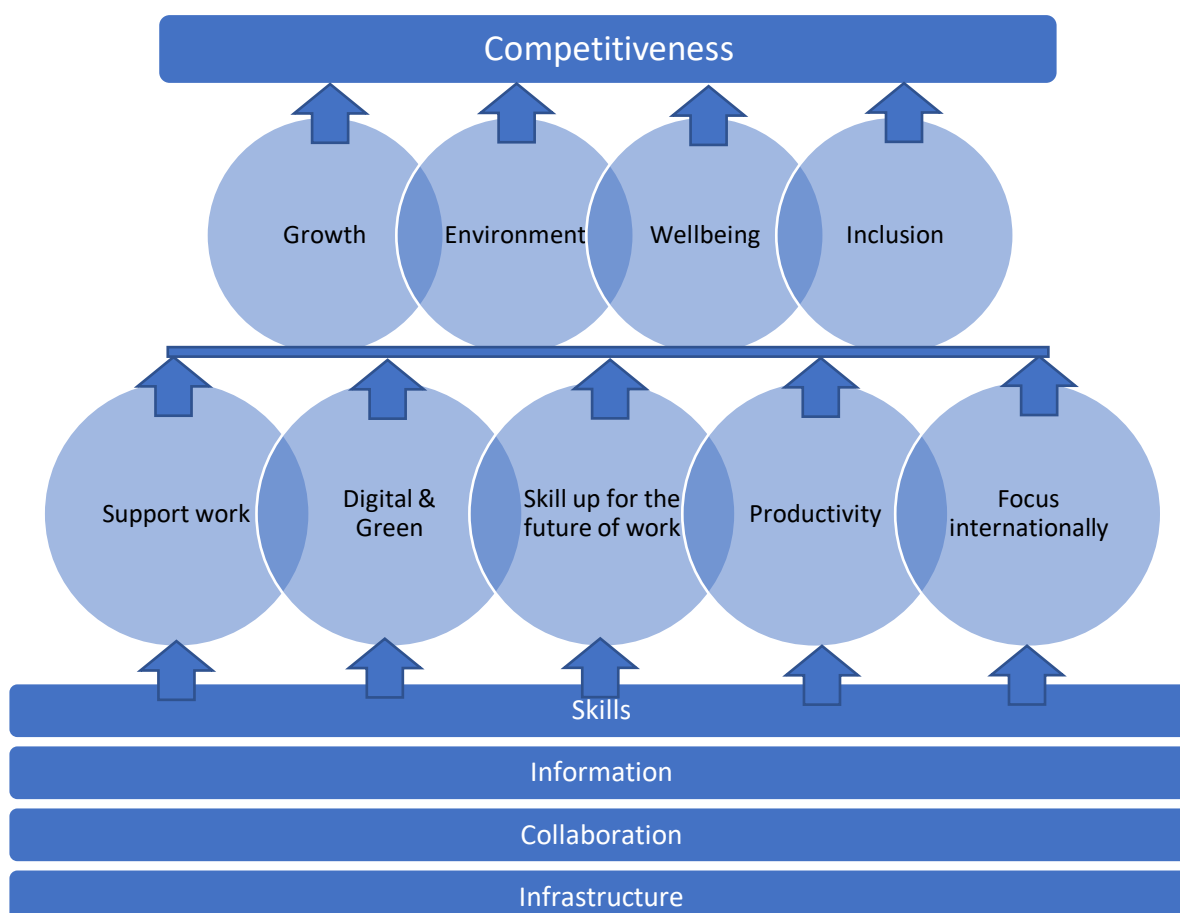 Competitiveness
Growth
Environment
Wellbeing
Inclusion
Support work
Digital &
Green
Skill up for the
future of work
Productivity
Focus
internationally
Skills
Information
Collaboration
Infrastructure